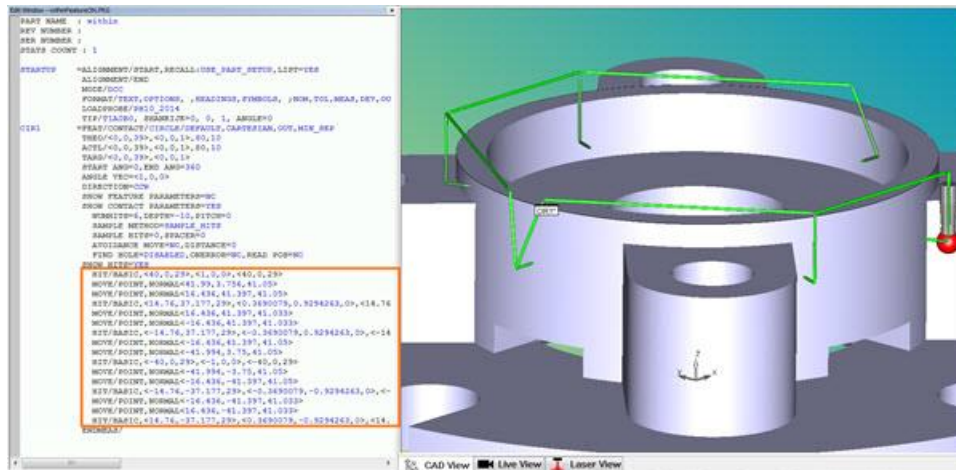 Edit Window - withinFeatureON.PRG
PART NAME : within
REV NUMBER :
SER NUMBER :
STATS COUNT : 1
STARTUP =ALIGNMENT/START,RECALL:USE_PART_SETUP,LIST=YES
ALIGNMENT/END
MODE/DCC
FORMAT/TEXT,OPTIONS, ,HEADINGS,SYMBOLS, ;NOM,TOL,MEAS,DEV,OU
LOADPROBE/PH10_2014
TIP/T1A0B0, SHANKIJK=0, 0, 1, ANGLE=0
CIR1 =FEAT/CONTACT/CIRCLE/DEFAULT,CARTESIAN,OUT,MIN_SEP
THEO/<0,0,39>,<0,0,1>,80,10
ACTL/<0,0,39>,<0,0,1>,80,10
TARG/<0,0,39>,<0,0,1>
START ANG=0,END ANG=360
ANGLE VEC=<1,0,0>
DIRECTION=CCW
SHOW FEATURE PARAMETERS=NO
SHOW CONTACT PARAMETERS=YES
NUMHITS=6,DEPTH=-10,PITCH=0
SAMPLE METHOD=SAMPLE_HITS
SAMPLE HITS=0,SPACER=0
AVOIDANCE MOVE=NO,DISTANCE=0
FIND HOLE=DISABLED,ONERROR=NO,READ POS=NO
SHOW HITS=YES
HIT/BASIC,<40,0,29>,<1,0,0>,<40,0,29>
MOVE/POINT,NORMAL<41.99,3.756,41.05>
MOVE/POINT,NORMAL<16.436,41.397,41.05>
HIT/BASIC,<14.76,37.177,29>,<0.3690079,0.9294263,0>,<14.76
MOVE/POINT,NORMAL<16.436,41.397,41.033>
MOVE/POINT,NORMAL<-16.436,41.397,41.033>
HIT/BASIC,<-14.76,37.177,29>,<-0.3690079,0.9294263,0>,<-14
MOVE/POINT,NORMAL<-16.436,41.397,41.05>
MOVE/POINT,NORMAL<-41.994,3.75,41.05>
HIT/BASIC,<-40,0,29>,<-1,0,0>,<-40,0,29>
MOVE/POINT,NORMAL<-41.994,-3.75,41.05>
MOVE/POINT,NORMAL<-16.436,-41.397,41.05>
HIT/BASIC,<-14.76,-37.177,29>,<-0.3690079,-0.9294263,0>,<-
MOVE/POINT,NORMAL<-16.436,-41.397,41.05>
MOVE/POINT,NORMAL<16.436,-41.397,41.033>
HIT/BASIC,<14.76,-37.177,29>,<0.3690079,-0.9294263,0>,<14.
ENDMEAS/
CIR1
Z
Y X
CAD View Live View Laser View